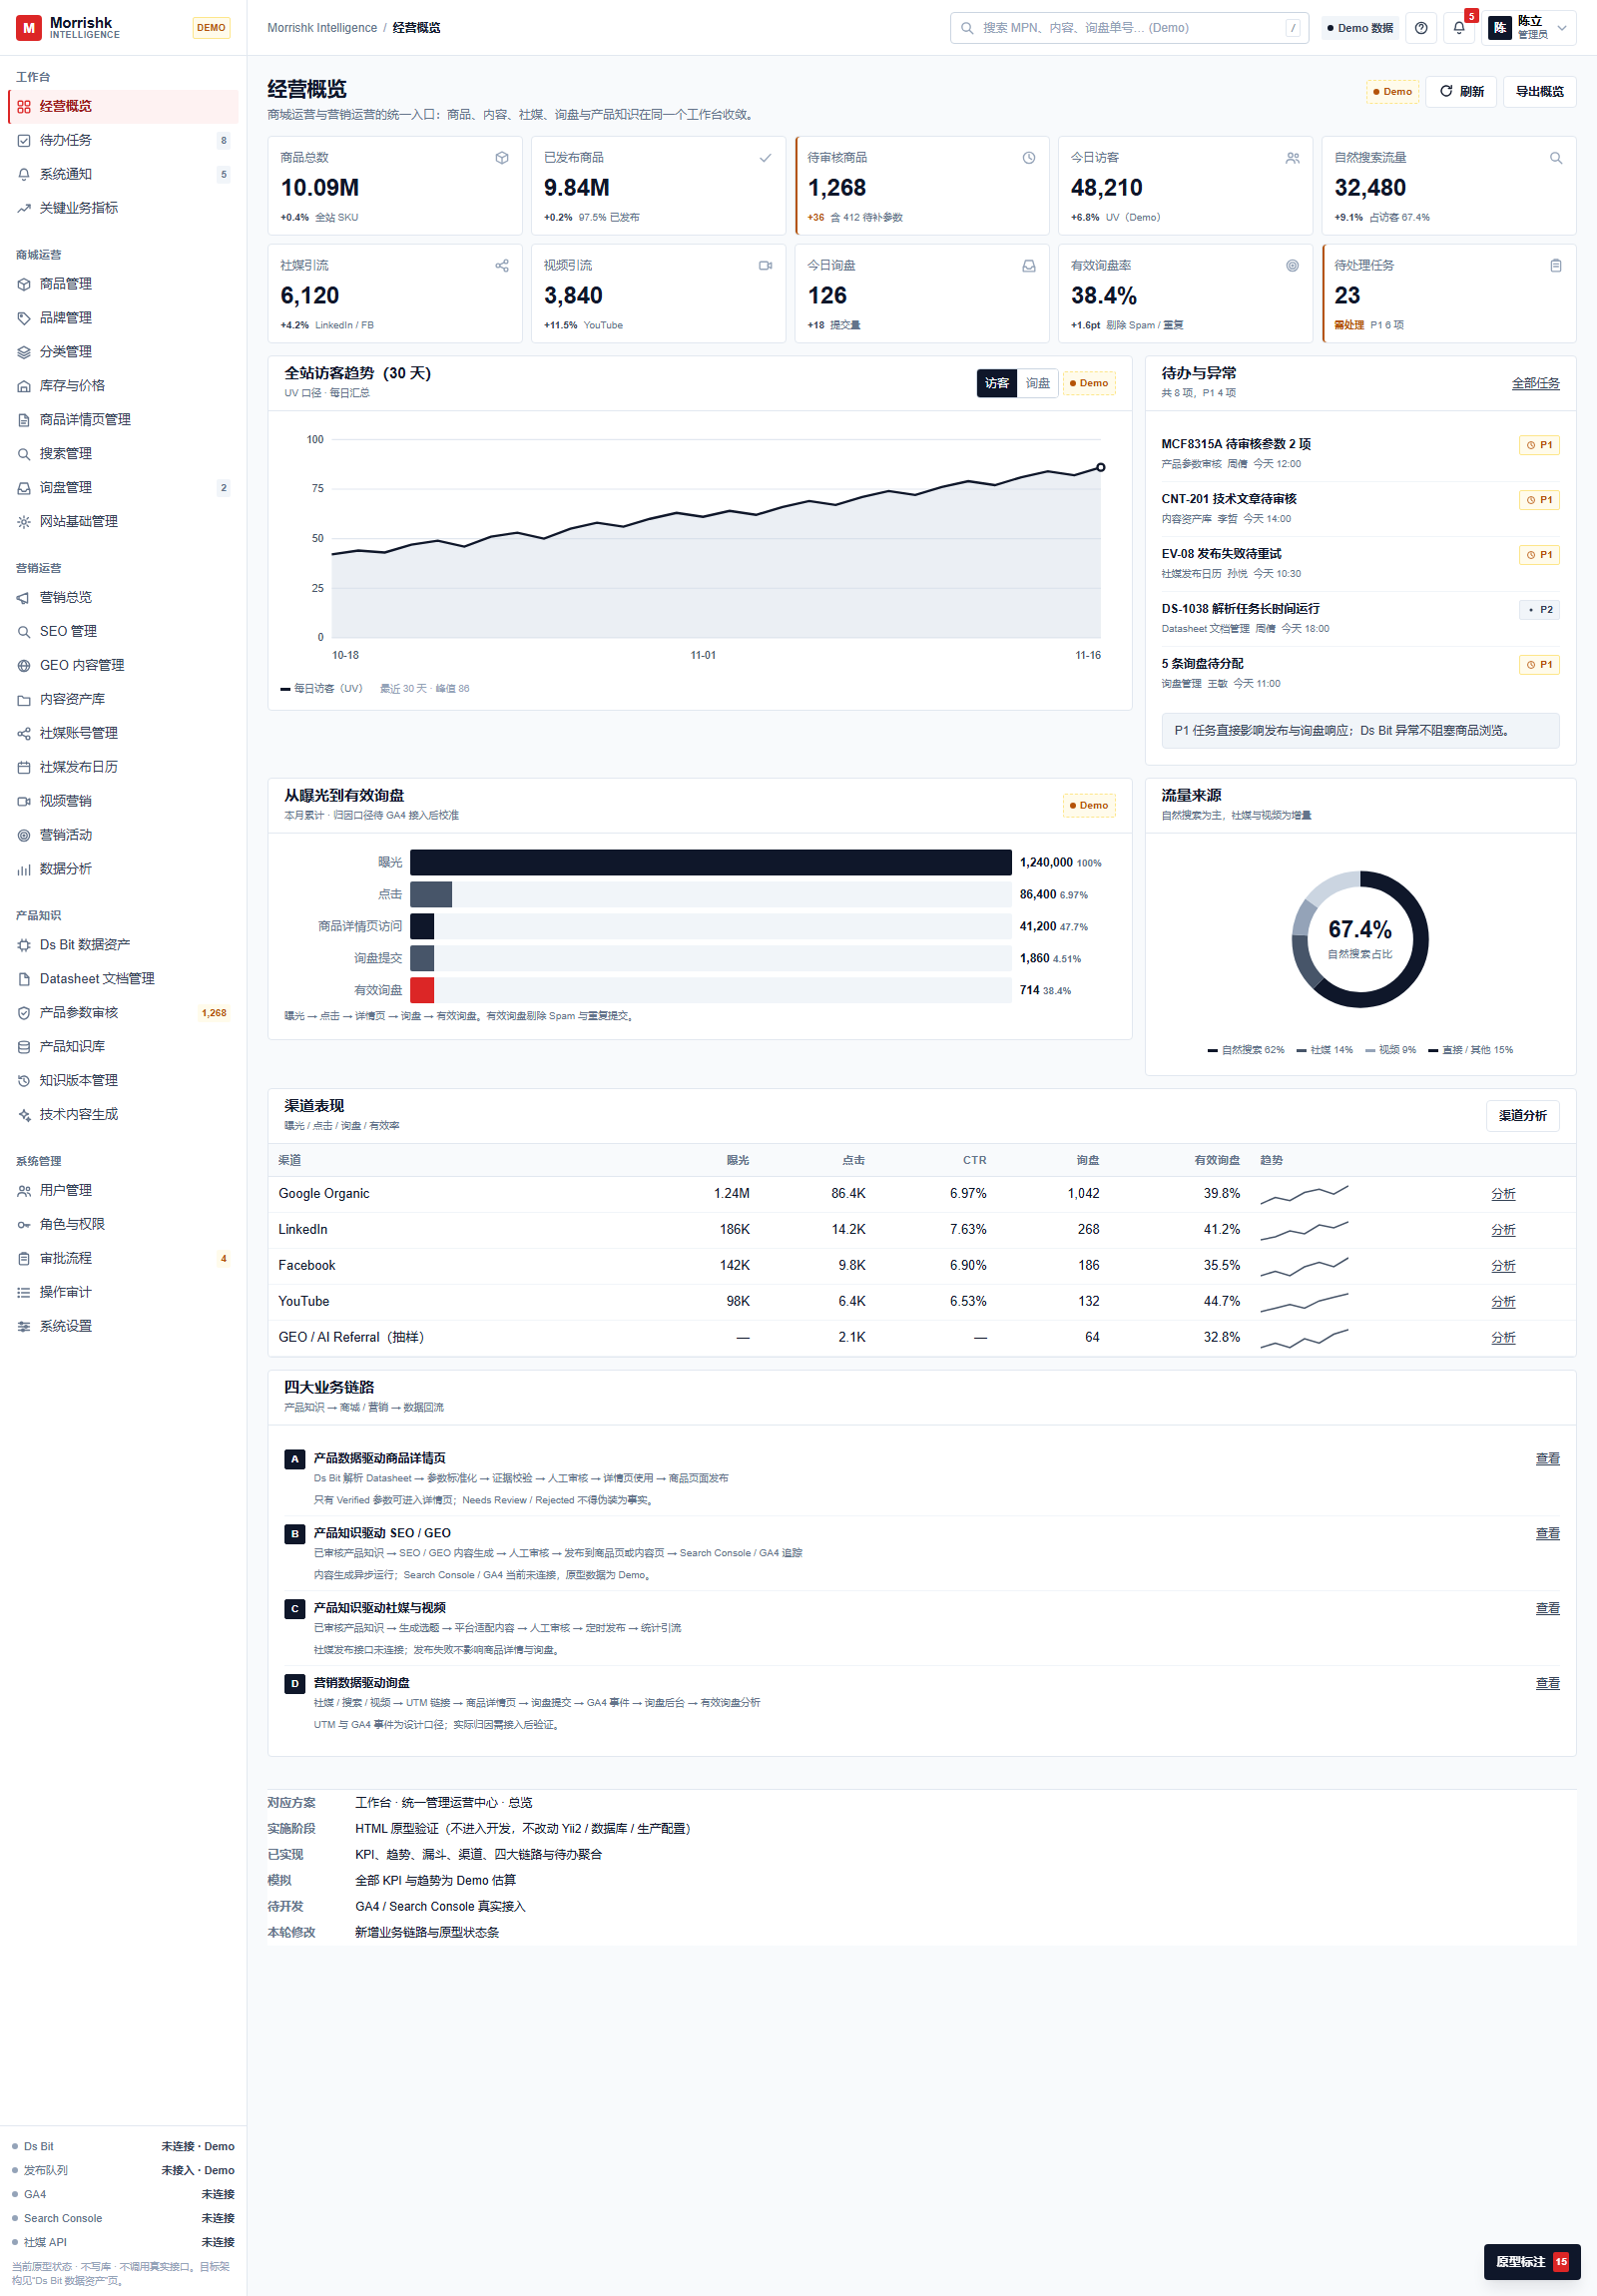 M Morrishk INTELLIGENCE DEMO
工作台
经营概览
待办任务 8
系统通知 5
关键业务指标
商城运营
商品管理
品牌管理
分类管理
库存与价格
商品详情页管理
搜索管理
询盘管理 2
网站基础管理
营销运营
营销总览
SEO 管理
GEO 内容管理
内容资产库
社媒账号管理
社媒发布日历
视频营销
营销活动
数据分析
产品知识
Ds Bit 数据资产
Datasheet 文档管理
产品参数审核 1,268
产品知识库
知识版本管理
技术内容生成
系统管理
用户管理
角色与权限
审批流程 4
操作审计
系统设置
Ds Bit 未连接 · Demo
发布队列 未接入 · Demo
GA4 未连接
Search Console 未连接
社媒 API 未连接
当前原型状态 · 不写库 · 不调用真实接口。目标架
构见“Ds Bit 数据资产”页。
Morrishk Intelligence / 经营概览
搜索 MPN、内容、询盘单号... (Demo) /
Demo 数据
5
陈 陈立
管理员
经营概览
商城运营与营销运营的统一入口：商品、内容、社媒、询盘与产品知识在同一个工作台收敛。
Demo 刷新 导出概览
商品总数
10.09M
+0.4% 全站 SKU
已发布商品
9.84M
+0.2% 97.5% 已发布
待审核商品
1,268
+36 含 412 待补参数
今日访客
48,210
+6.8% UV（Demo）
自然搜索流量
32,480
+9.1% 占访客 67.4%
社媒引流
6,120
+4.2% LinkedIn / FB
视频引流
3,840
+11.5% YouTube
今日询盘
126
+18 提交量
有效询盘率
38.4%
+1.6pt 剔除 Spam / 重复
待处理任务
23
需处理 P1 6 项
全站访客趋势（30 天）
UV 口径 · 每日汇总
访客 询盘 Demo
100
75
50
25
0
10-18 11-01 11-16
每日访客（UV） 最近 30 天 · 峰值 86
待办与异常
共 8 项，P1 4 项
全部任务
MCF8315A 待审核参数 2 项 P1
产品参数审核 周倩 今天 12:00
CNT-201 技术文章待审核 P1
内容资产库 李哲 今天 14:00
EV-08 发布失败待重试 P1
社媒发布日历 孙悦 今天 10:30
DS-1038 解析任务长时间运行 P2
Datasheet 文档管理 周倩 今天 18:00
5 条询盘待分配 P1
询盘管理 王敏 今天 11:00
P1 任务直接影响发布与询盘响应；Ds Bit 异常不阻塞商品浏览。
从曝光到有效询盘
本月累计 · 归因口径待 GA4 接入后校准
Demo
曝光 1,240,000 100%
点击 86,400 6.97%
商品详情页访问 41,200 47.7%
询盘提交 1,860 4.51%
有效询盘 714 38.4%
曝光 → 点击 → 详情页 → 询盘 → 有效询盘。有效询盘剔除 Spam 与重复提交。
流量来源
自然搜索为主，社媒与视频为增量
67.4%
自然搜索占比
自然搜索 62% 社媒 14% 视频 9% 直接 / 其他 15%
渠道表现
曝光 / 点击 / 询盘 / 有效率
渠道分析
渠道 曝光 点击 CTR 询盘 有效询盘 趋势
Google Organic 1.24M 86.4K 6.97% 1,042 39.8% 分析
LinkedIn 186K 14.2K 7.63% 268 41.2% 分析
Facebook 142K 9.8K 6.90% 186 35.5% 分析
YouTube 98K 6.4K 6.53% 132 44.7% 分析
GEO / AI Referral（抽样） — 2.1K — 64 32.8% 分析
四大业务链路
产品知识 → 商城 / 营销 → 数据回流
A 产品数据驱动商品详情页 查看
Ds Bit 解析 Datasheet → 参数标准化 → 证据校验 → 人工审核 → 详情页使用 → 商品页面发布
只有 Verified 参数可进入详情页；Needs Review / Rejected 不得伪装为事实。
B 产品知识驱动 SEO / GEO 查看
已审核产品知识 → SEO / GEO 内容生成 → 人工审核 → 发布到商品页或内容页 → Search Console / GA4 追踪
内容生成异步运行；Search Console / GA4 当前未连接，原型数据为 Demo。
C 产品知识驱动社媒与视频 查看
已审核产品知识 → 生成选题 → 平台适配内容 → 人工审核 → 定时发布 → 统计引流
社媒发布接口未连接；发布失败不影响商品详情与询盘。
D 营销数据驱动询盘 查看
社媒 / 搜索 / 视频 → UTM 链接 → 商品详情页 → 询盘提交 → GA4 事件 → 询盘后台 → 有效询盘分析
UTM 与 GA4 事件为设计口径；实际归因需接入后验证。
对应方案 工作台 · 统一管理运营中心 · 总览
实施阶段 HTML 原型验证（不进入开发，不改动 Yii2 / 数据库 / 生产配置）
已实现 KPI、趋势、漏斗、渠道、四大链路与待办聚合
模拟 全部 KPI 与趋势为 Demo 估算
待开发 GA4 / Search Console 真实接入
本轮修改 新增业务链路与原型状态条
原型标注 15